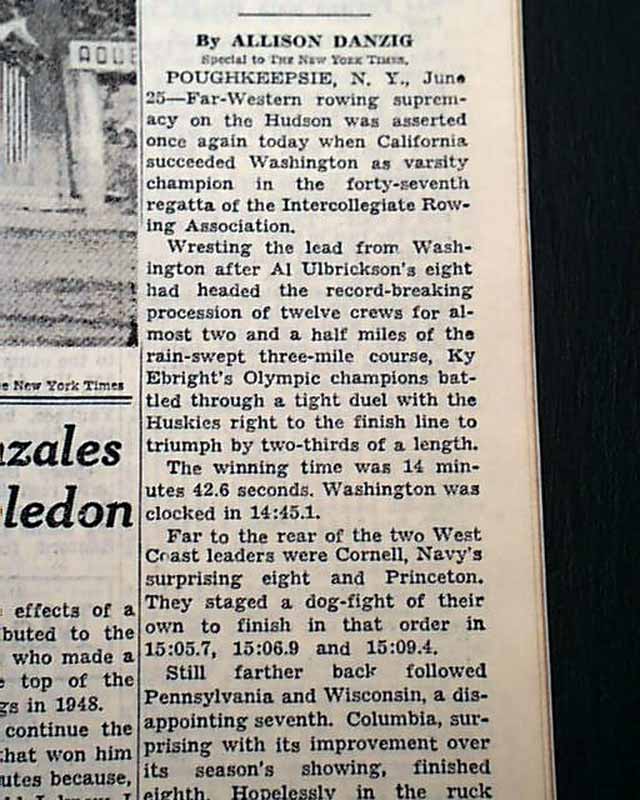 By ALLISON DANZIG
Special to THE NEW YORK TIMES.
POUGHKEEPSIE, N. Y., June
25—Far-Western rowing suprem-
acy on the Hudson was asserted
once again today when California
succeeded Washington as varsity
champion in the forty-seventh
regatta of the Intercollegiate Row-
ing Association.
Wresting the lead from Wash-
ington after Al Ulbrickson's eight
had headed the record-breaking
procession of twelve crews for al-
most two and a half miles of the
rain-swept three-mile course, Ky
Ebright's Olympic champions bat-
tled through a tight duel with the
Huskies right to the finish line to
triumph by two-thirds of a length.
The winning time was 14 min-
utes 42.6 seconds. Washington was
clocked in 14:45.1.
Far to the rear of the two West
Coast leaders were Cornell, Navy's
surprising eight and Princeton.
They staged a dog-fight of their
own to finish in that order in
15:05.7, 15:06.9 and 15:09.4.
Still farther back followed
Pennsylvania and Wisconsin, a dis-
appointing seventh. Columbia, sur-
prising with its improvement over
its season's showing, finished
eighth. Hopelessly in the ruck
New York Times
zales
ledon
effects of a
buted to the
who made a
top of the
gs in 1948.
continue the
that won him
utes because,